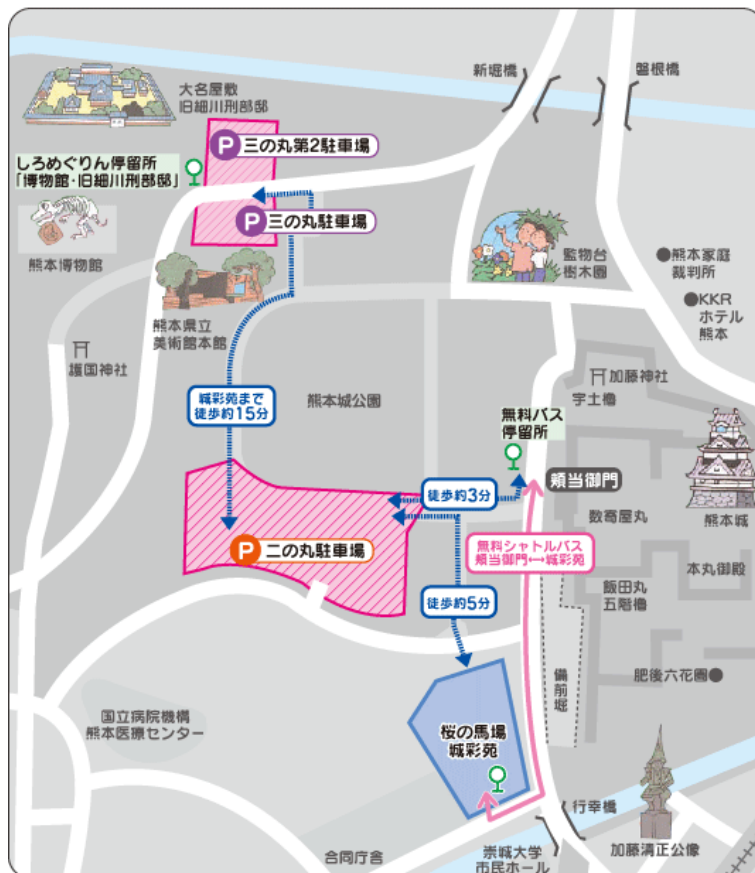 新堀橋
磐根橋
大名屋敷
旧細川刑部邸
P 三の丸第2駐車場
しろめぐりん停留所
「博物館・旧細川刑部邸」
P 三の丸駐車場
熊本博物館
監物台
樹木園
●熊本家庭
裁判所
●KKR
ホテル
熊本
熊本県立
美術館本館
護国神社
加藤神社
宇土櫓
城彩苑まで
徒歩約15分
熊本城公園
無料バス
停留所
頬当御門
徒歩約3分
熊本城
数寄屋丸
P 二の丸駐車場
無料シャトルバス
頬当御門↔城彩苑
本丸御殿
飯田丸
五階櫓
徒歩約5分
備前堀
肥後六花園●
国立病院機構
熊本医療センター
桜の馬場
城彩苑
行幸橋
合同庁舎
崇城大学
市民ホール
加藤清正公像